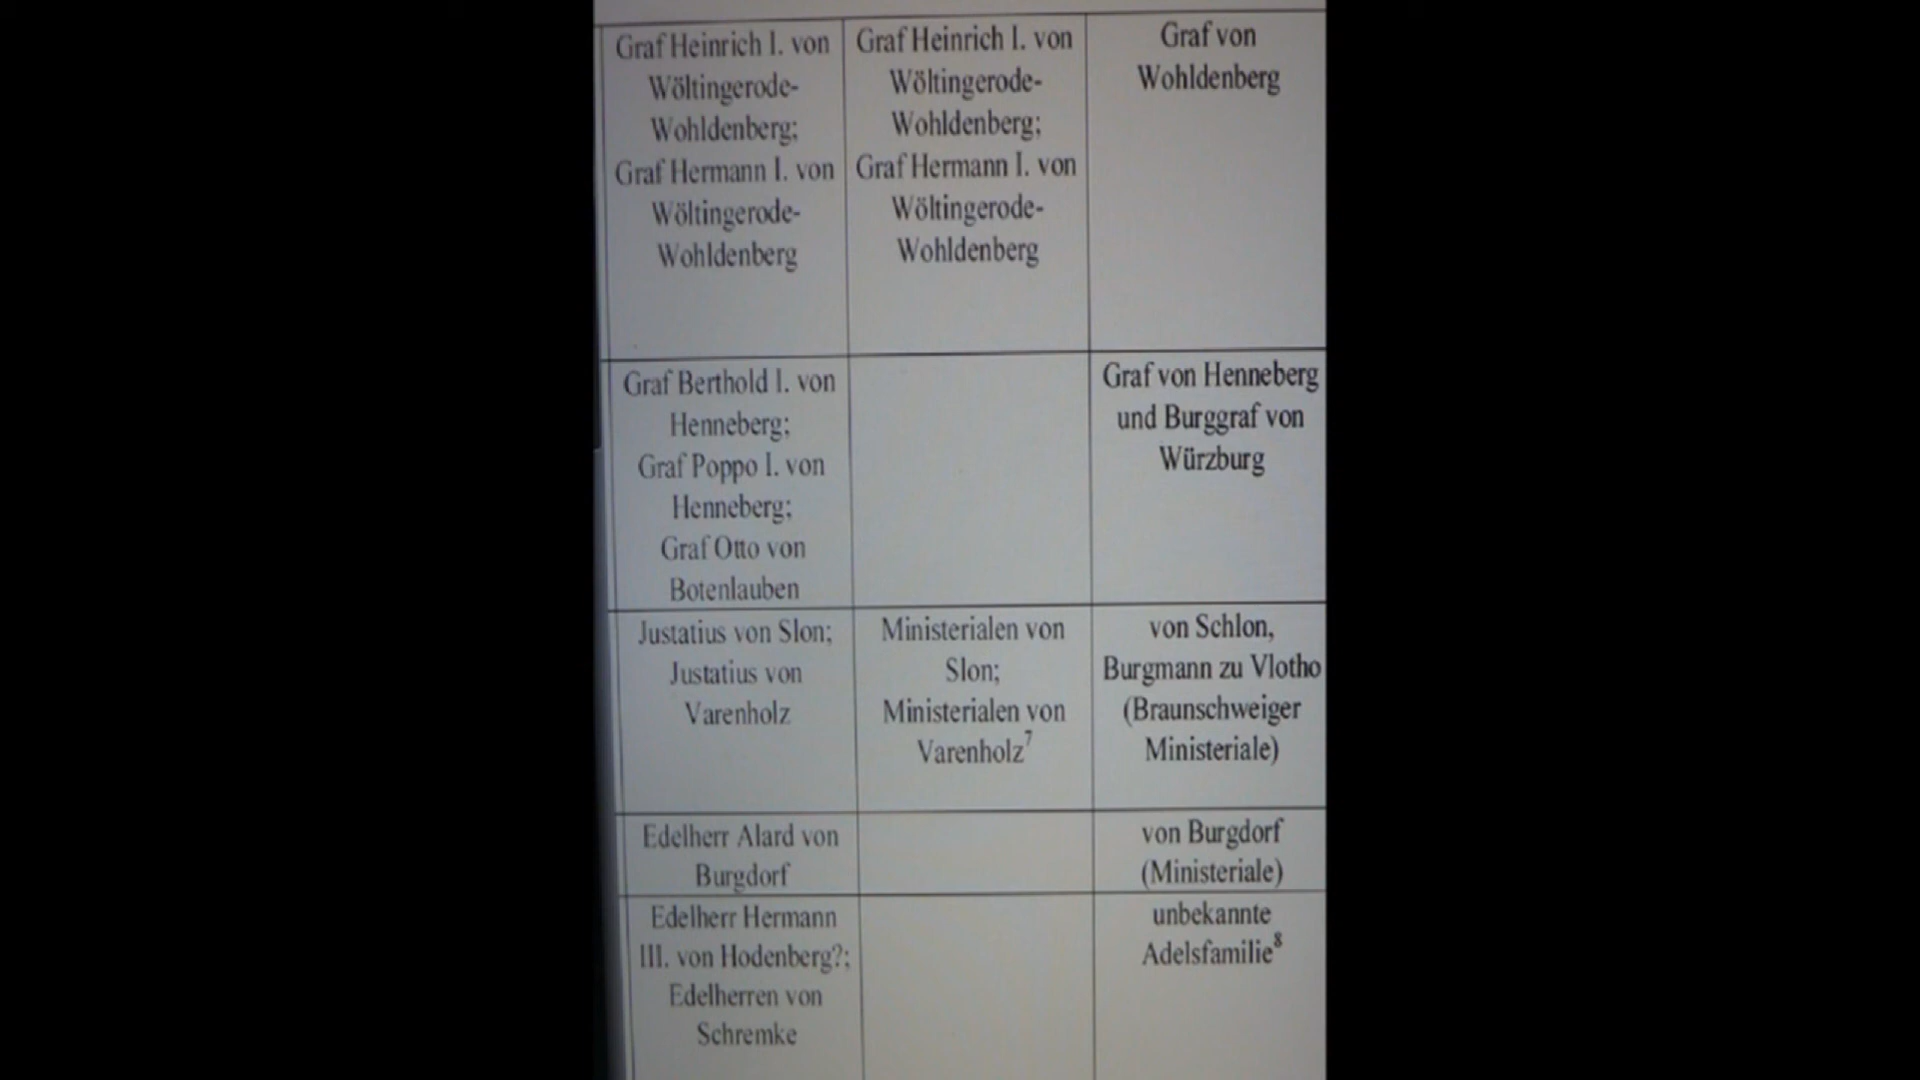 Graf Heinrich I. von
Wöltingerode-
Wohldenberg;
Graf Hermann I. von
Wöltingerode-
Wohldenberg
Graf Heinrich I. von
Wöltingerode-
Wohldenberg;
Graf Hermann I. von
Wöltingerode-
Wohldenberg
Graf von
Wohldenberg
Graf Berthold I. von
Henneberg;
Graf Poppo I. von
Henneberg;
Graf Otto von
Botenlauben
Graf von Henneberg
und Burggraf von
Würzburg
Justatius von Slon;
Justatius von
Varenholz
Ministerialen von
Slon;
Ministerialen von
Varenholz⁷
von Schlon,
Burgmann zu Vlotho
(Braunschweiger
Ministeriale)
Edelherr Alard von
Burgdorf
von Burgdorf
(Ministeriale)
Edelherr Hermann
III. von Hodenberg?;
Edelherren von
Schremke
unbekannte
Adelsfamilie⁸